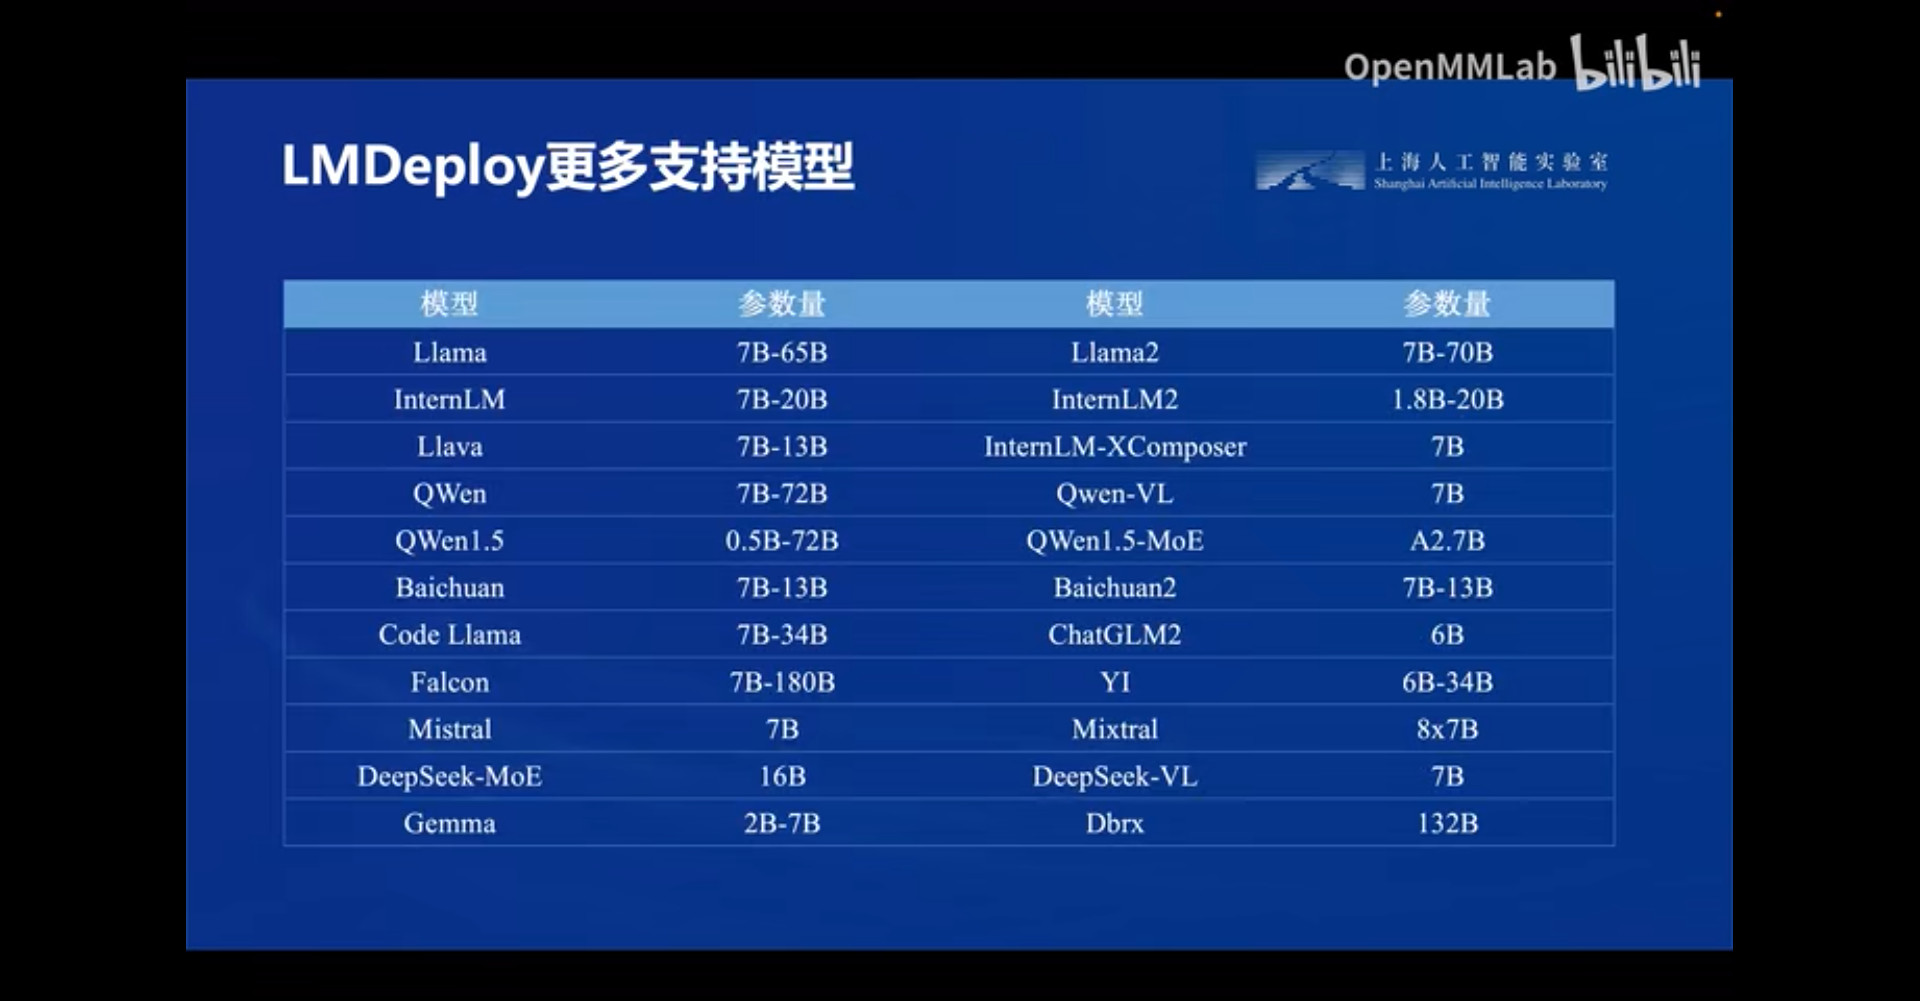 OpenMMLab bilibili
LMDeploy更多支持模型
上海人工智能实验室
Shanghai Artificial Intelligence Laboratory
模型 参数量 模型 参数量
Llama 7B-65B Llama2 7B-70B
InternLM 7B-20B InternLM2 1.8B-20B
Llava 7B-13B InternLM-XComposer 7B
QWen 7B-72B Qwen-VL 7B
QWen1.5 0.5B-72B QWen1.5-MoE A2.7B
Baichuan 7B-13B Baichuan2 7B-13B
Code Llama 7B-34B ChatGLM2 6B
Falcon 7B-180B YI 6B-34B
Mistral 7B Mixtral 8x7B
DeepSeek-MoE 16B DeepSeek-VL 7B
Gemma 2B-7B Dbrx 132B